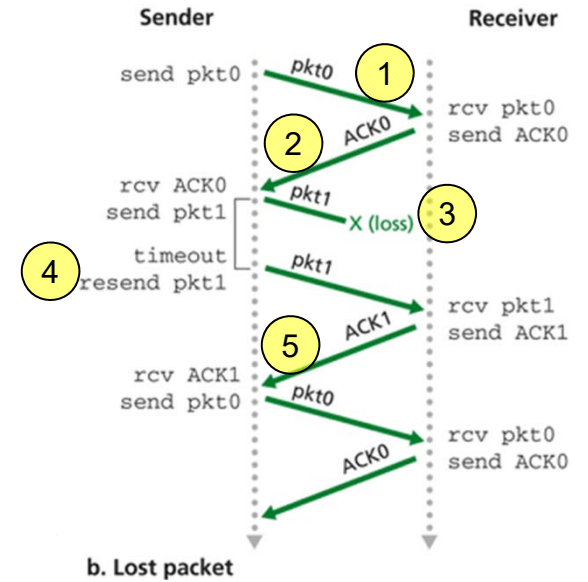 Sender Receiver
pkt0 1
send pkt0
rcv pkt0
2 ACK0 send ACK0
rcv ACK0 pkt1
send pkt1 X (loss) 3
timeout
4 resend pkt1 pkt1
rcv pkt1
5 ACK1 send ACK1
rcv ACK1
send pkt0 pkt0
rcv pkt0
ACK0 send ACK0
b. Lost packet